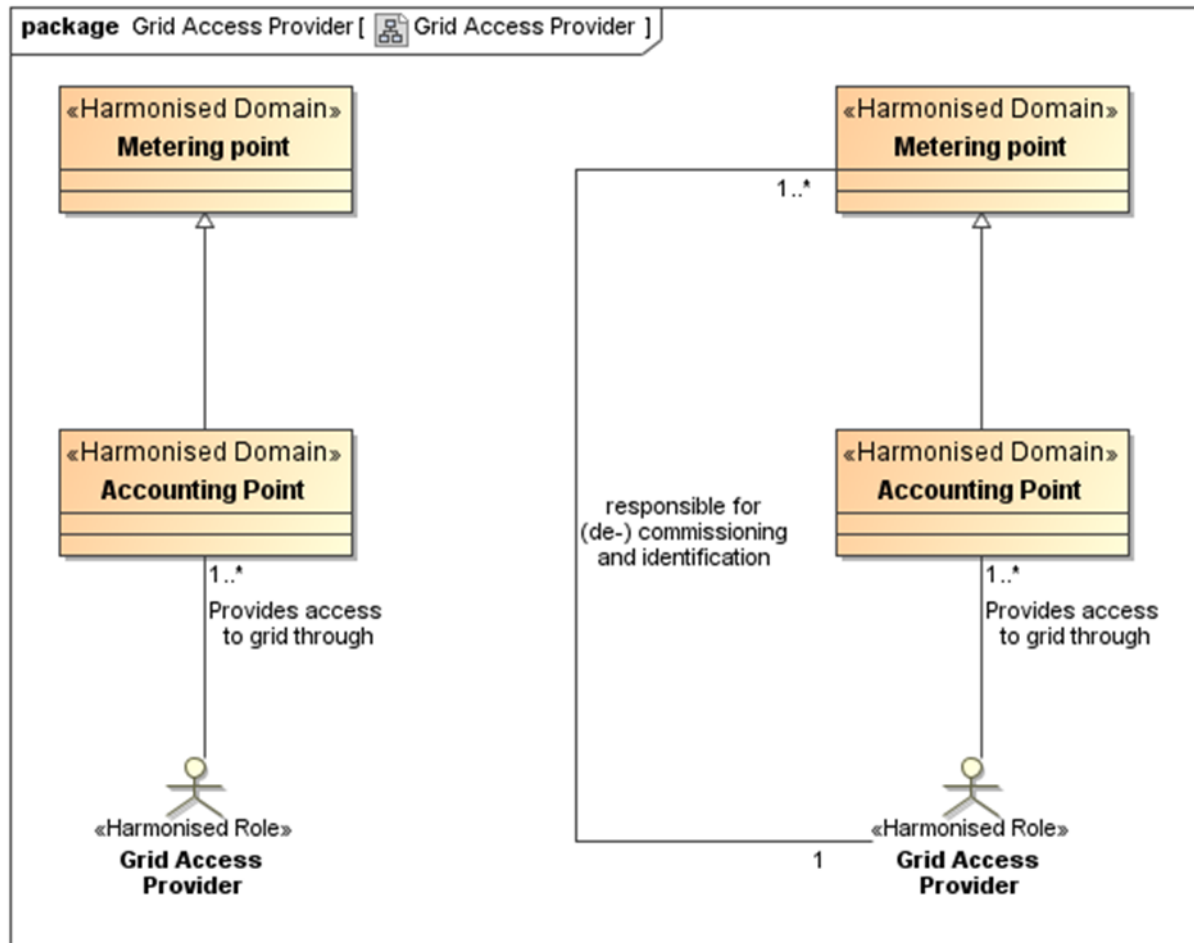 package Grid Access Provider [ Grid Access Provider ]
«Harmonised Domain»
Metering point
«Harmonised Domain»
Metering point
1..*
«Harmonised Domain»
Accounting Point
«Harmonised Domain»
Accounting Point
responsible for
(de-) commissioning
and identification
1..*
Provides access
to grid through
1..*
Provides access
to grid through
«Harmonised Role»
Grid Access
Provider
1
«Harmonised Role»
Grid Access
Provider